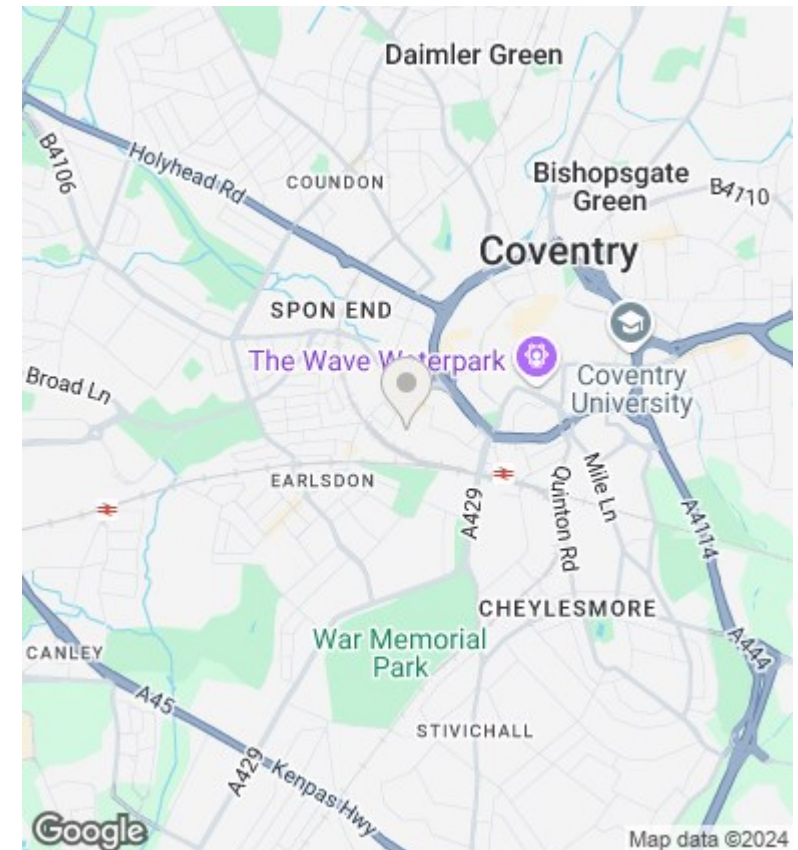 Daimler Green
B4106
Holyhead Rd
COUNDON
Bishopsgate
Green
B4110
Coventry
SPON END
The Wave Waterpark
Broad Ln
Coventry
University
EARLSDON
A429
Quinton Rd
Mile Ln
A4114
CHEYLESMORE
War Memorial
Park
A444
CANLEY
A45
STIVICHALL
A429
Kenpas Hwy
Google
Map data ©2024